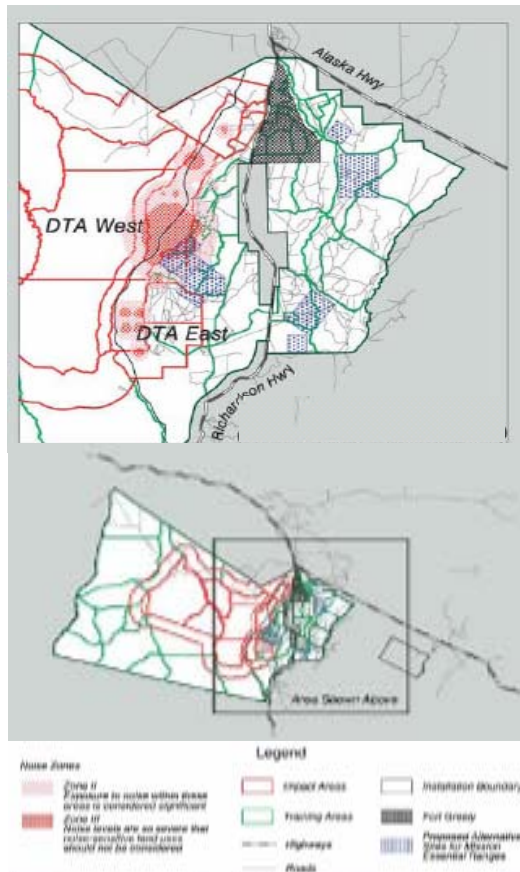 Alaska Hwy
DTA West
DTA East
Richardson Hwy
Area Shown Above
Legend
Noise Zones
Zone II
Exposure to noise within these
areas is considered significant
Zone III
Noise levels are so severe that
noise-sensitive land uses
should not be considered
Impact Areas
Training Areas
Highways
Roads
Installation Boundary
Fort Greely
Proposed Alternative
Sites for Mission
Essential Ranges